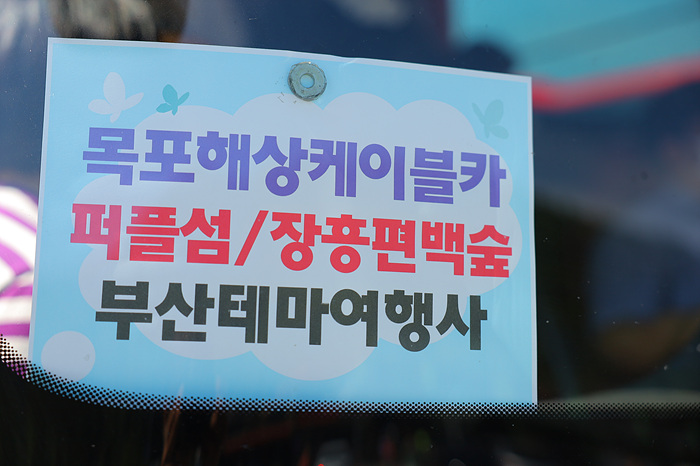 목포해상케이블카
퍼플섬/장흥편백숲
부산테마여행사